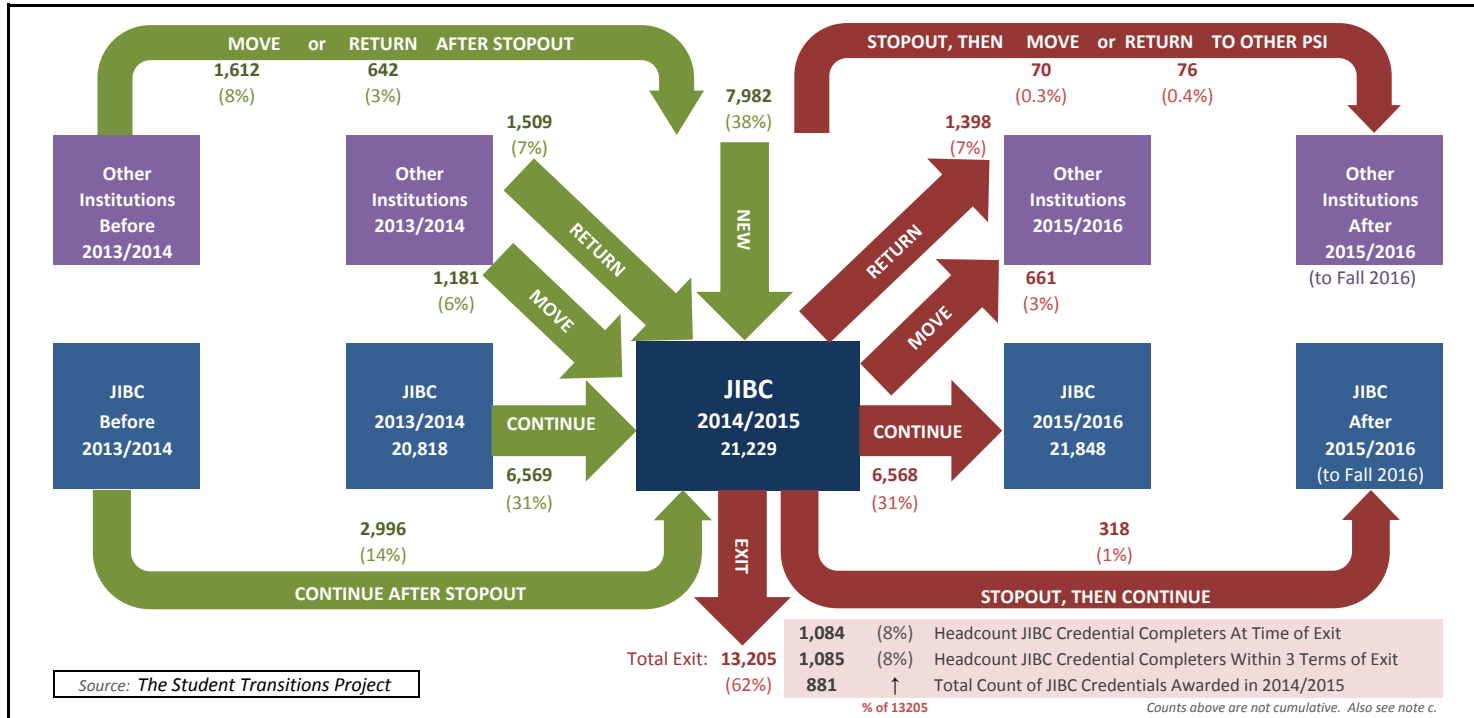 MOVE or RETURN AFTER STOPOUT
1,612 642
(8%) (3%)
STOPOUT, THEN MOVE or RETURN TO OTHER PSI
70 76
(0.3%) (0.4%)
7,982
(38%)
NEW
1,509
(7%)
RETURN
1,398
(7%)
RETURN
Other
Institutions
Before
2013/2014
Other
Institutions
2013/2014
Other
Institutions
2015/2016
Other
Institutions
After
2015/2016
(to Fall 2016)
1,181
(6%)
MOVE
661
(3%)
MOVE
JIBC
Before
2013/2014
JIBC
2013/2014
20,818
CONTINUE
6,569
(31%)
JIBC
2014/2015
21,229
CONTINUE
6,568
(31%)
JIBC
2015/2016
21,848
JIBC
After
2015/2016
(to Fall 2016)
2,996
(14%)
CONTINUE AFTER STOPOUT
EXIT
318
(1%)
STOPOUT, THEN CONTINUE
Total Exit: 13,205
(62%)
1,084 (8%) Headcount JIBC Credential Completers At Time of Exit
1,085 (8%) Headcount JIBC Credential Completers Within 3 Terms of Exit
881 ↑ Total Count of JIBC Credentials Awarded in 2014/2015
% of 13205
Counts above are not cumulative. Also see note c.
Source: The Student Transitions Project